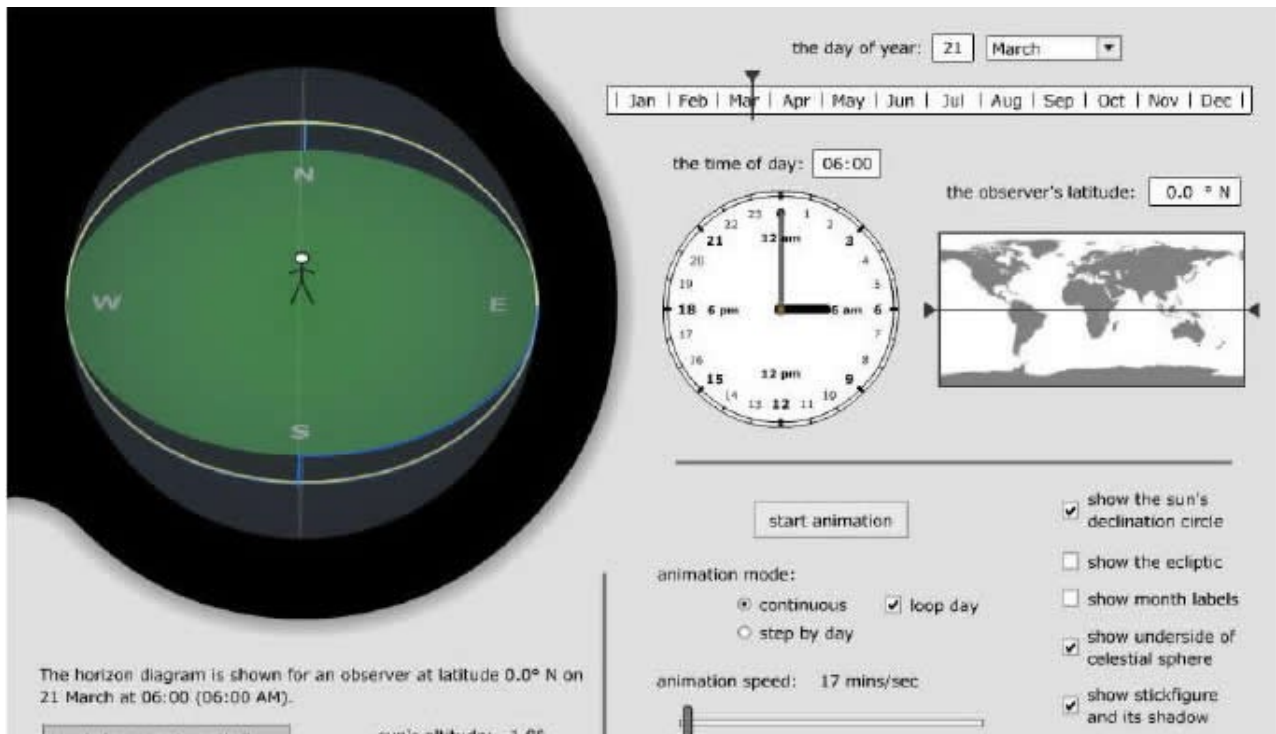 the day of year: 21 March
Jan Feb Mar Apr May Jun Jul Aug Sep Oct Nov Dec
the time of day: 06:00
the observer's latitude: 0.0 ° N
N
W
E
S
0 1 2 3 4 5 6 7 8 9 10 11 12 13 14 15 16 17 18 19 20 21 22 23
12 am
6 pm
6 am
12 pm
start animation
animation mode:
continuous
loop day
step by day
animation speed: 17 mins/sec
show the sun's
declination circle
show the ecliptic
show month labels
show underside of
celestial sphere
show stickfigure
and its shadow
The horizon diagram is shown for an observer at latitude 0.0° N on
21 March at 06:00 (06:00 AM).